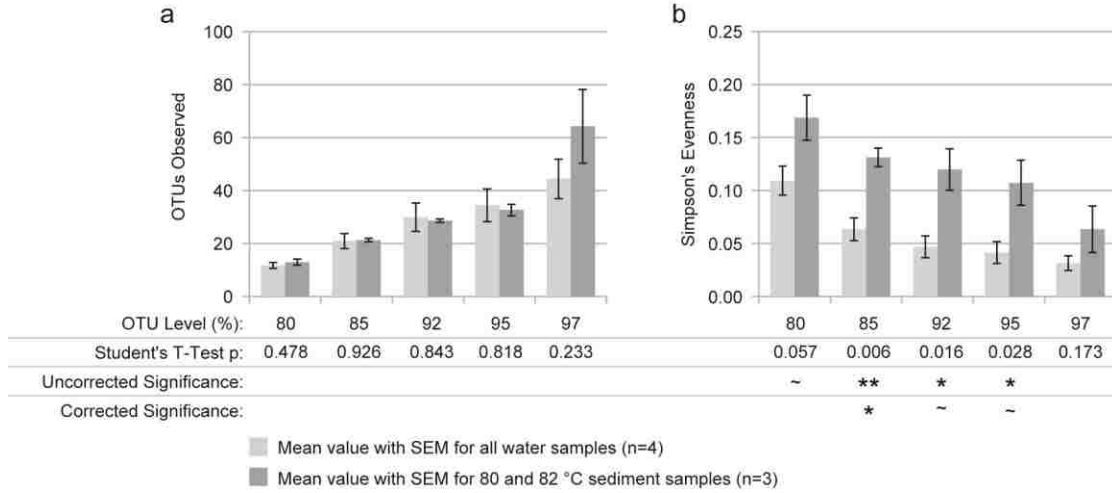 a
b
100
80
60
40
20
0
OTUs Observed
0.25
0.20
0.15
0.10
0.05
0.00
Simpson's Evenness
OTU Level (%): 80 85 92 95 97 80 85 92 95 97
Student's T-Test p: 0.478 0.926 0.843 0.818 0.233 0.057 0.006 0.016 0.028 0.173
Uncorrected Significance: ~ ** * *
Corrected Significance: * ~ ~
Mean value with SEM for all water samples (n=4)
Mean value with SEM for 80 and 82 °C sediment samples (n=3)